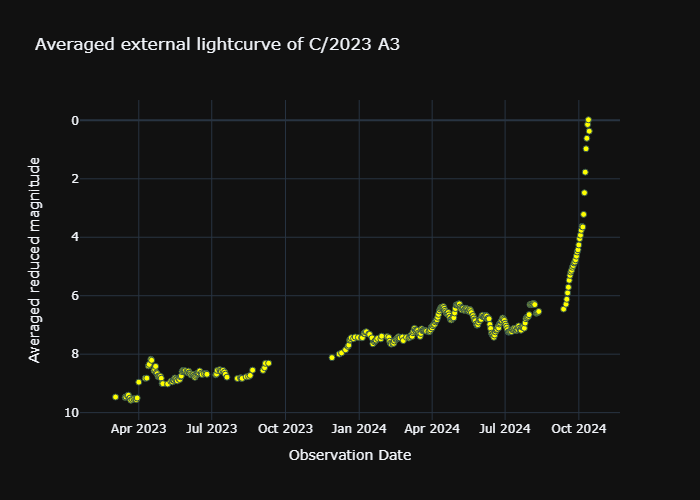 Averaged external lightcurve of C/2023 A3
Averaged reduced magnitude
0
2
4
6
8
10
Apr 2023
Jul 2023
Oct 2023
Jan 2024
Apr 2024
Jul 2024
Oct 2024
Observation Date